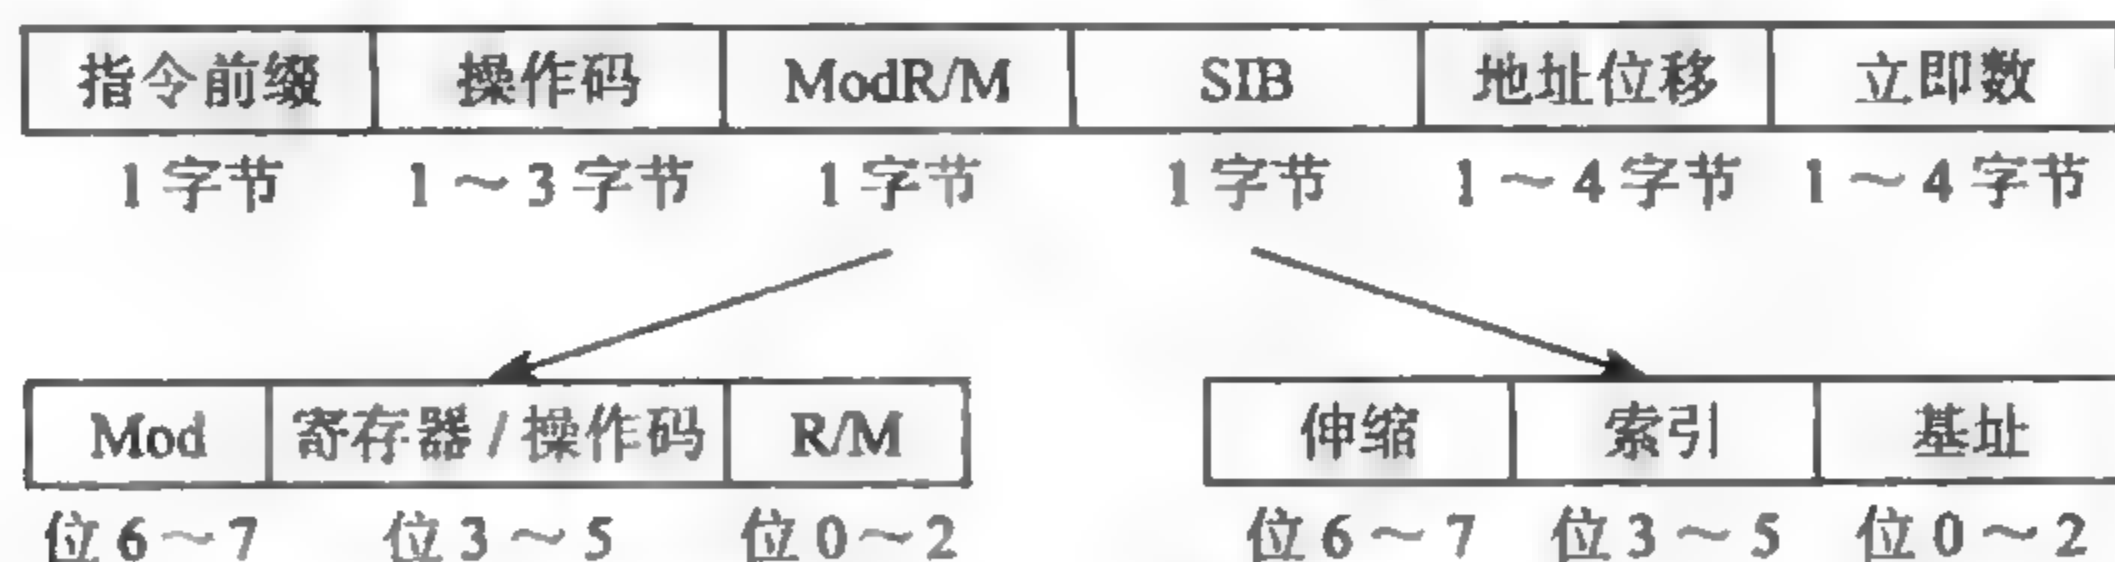 指令前缀 操作码 ModR/M SIB 地址位移 立即数
1 字节 1～3 字节 1 字节 1 字节 1～4 字节 1～4 字节
Mod 寄存器/操作码 R/M 伸缩 索引 基址
位 6～7 位 3～5 位 0～2 位 6～7 位 3～5 位 0～2